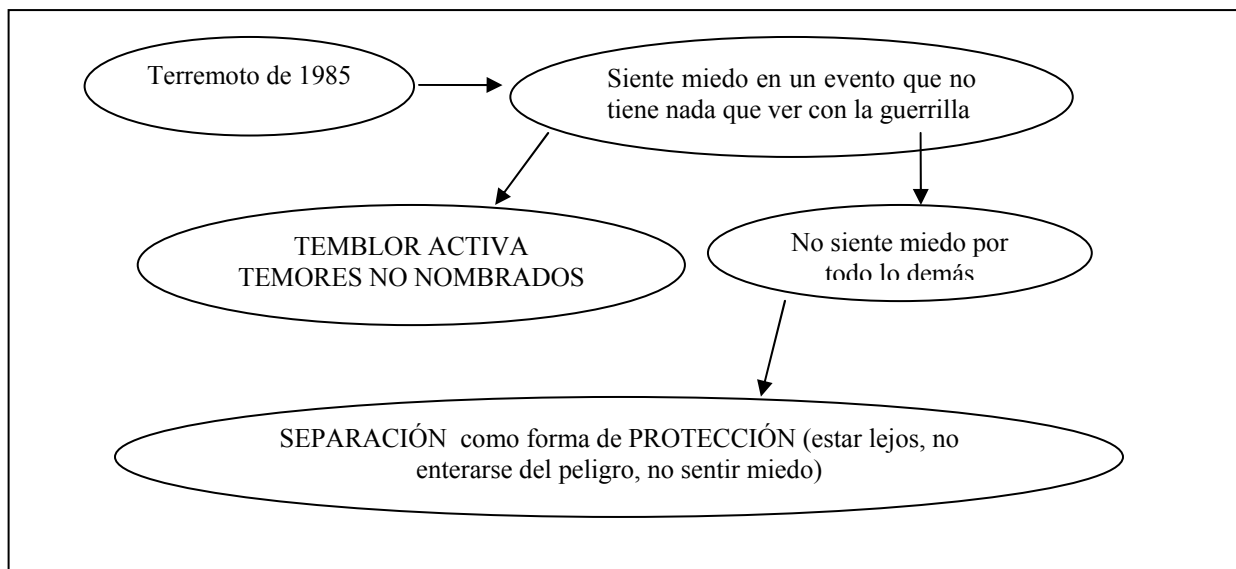 Terremoto de 1985
Siente miedo en un evento que no
tiene nada que ver con la guerrilla
TEMBLOR ACTIVA
TEMORES NO NOMBRADOS
No siente miedo por
todo lo demás
SEPARACIÓN como forma de PROTECCIÓN (estar lejos, no
enterarse del peligro, no sentir miedo)